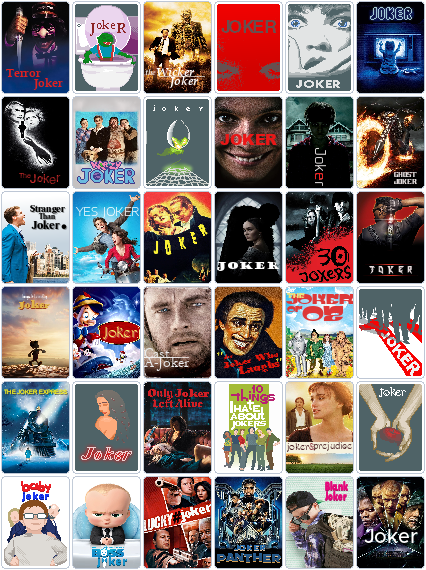 Terror
Joker
JOKER
The Wicker
Joker
JOKER
JOKER
JOKER
The Joker
JOKER
joker
JOKER
Joker
GHOST
JOKER
Stranger
Than
Joker
YES JOKER
JOKER
JOKER
30
JOKERS
JOKER
Joker
Joker
Cast
A-Joker
The Joker Who
Laughs
THE JOKER
OF OZ
JOKER
THE JOKER EXPRESS
Joker
Only Joker
Left Alive
10
Things
I HATE
ABOUT
JOKERS
joker&prejudice
Joker
baby
joker
BOSS
Joker
LUCKY # JOKER
JOKER
PANTHER
Blank
Joker
Joker